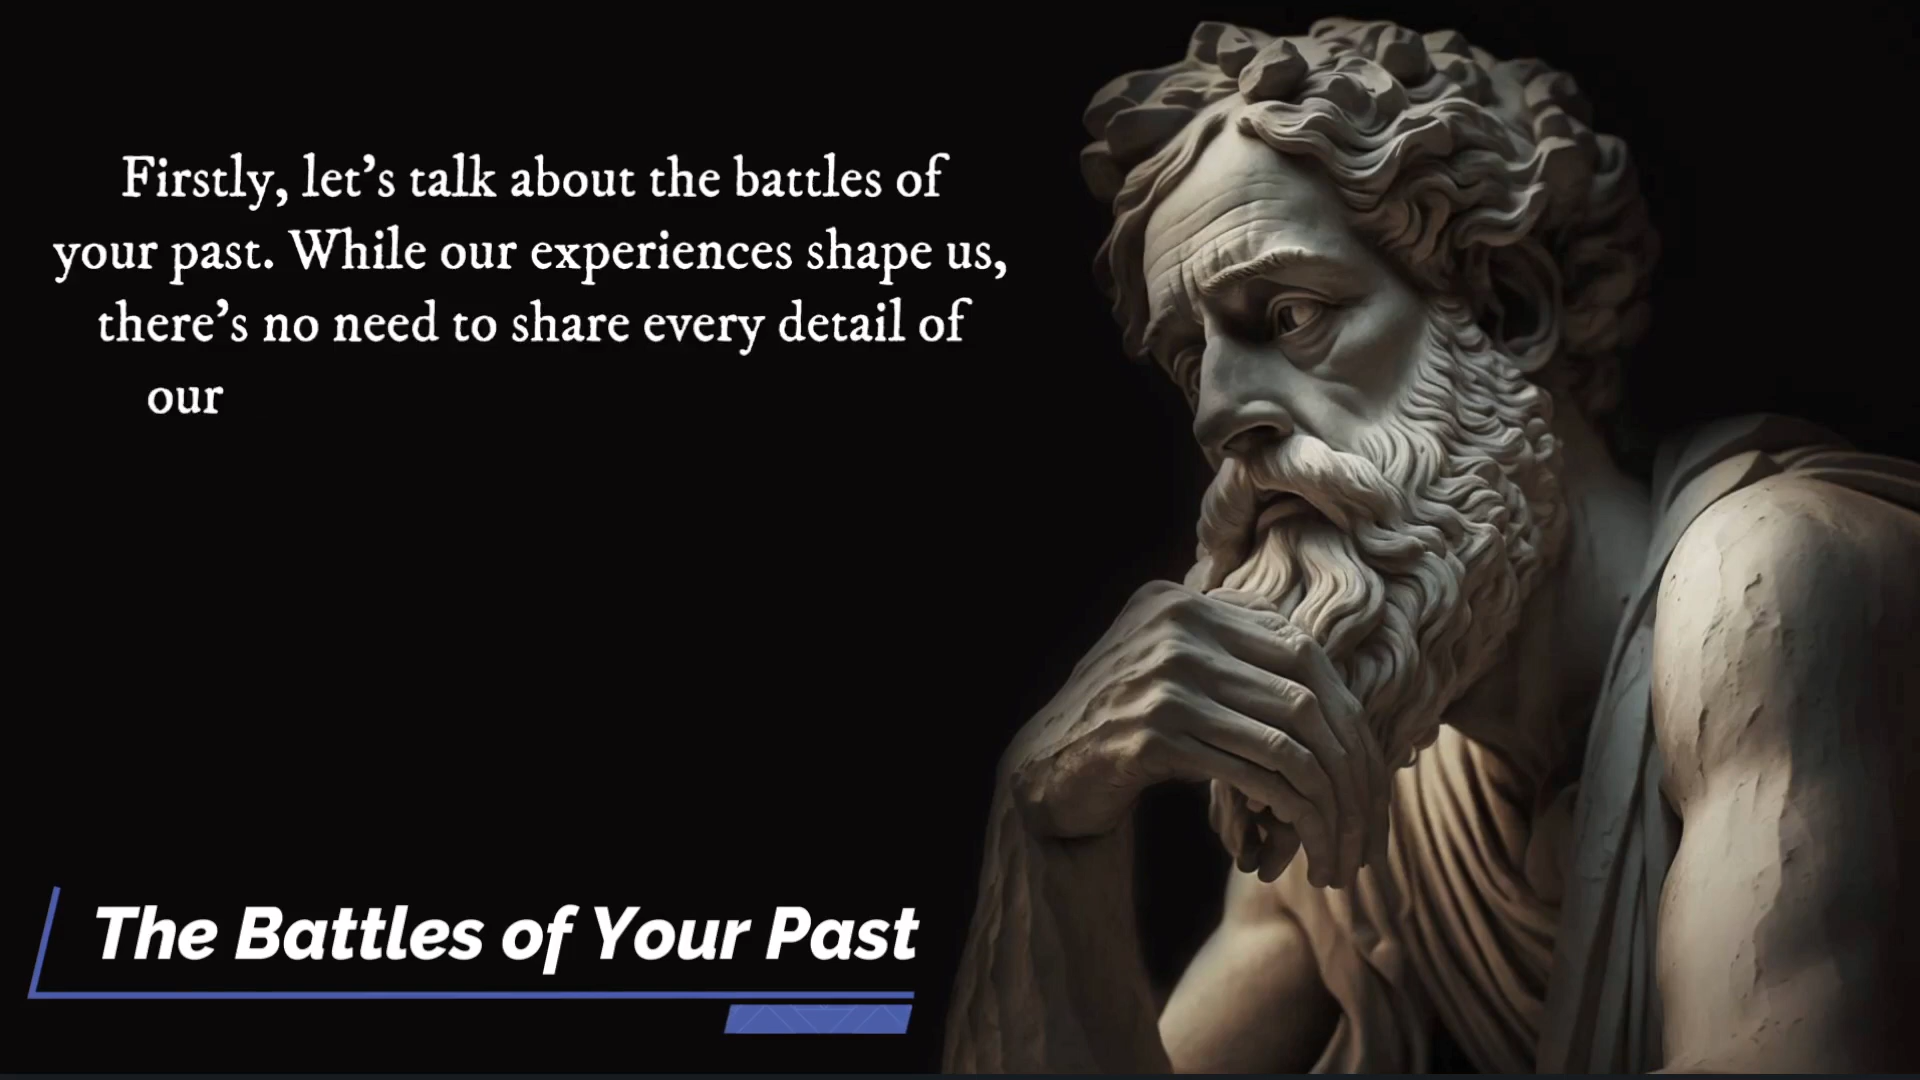 Firstly, let’s talk about the battles of
your past. While our experiences shape us,
there’s no need to share every detail of
our
The Battles of Your Past